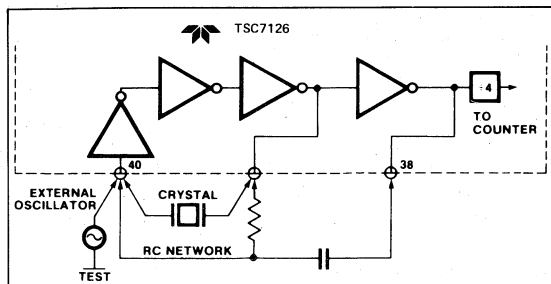 TSC7126
4
TO
COUNTER
40
38
EXTERNAL
OSCILLATOR
CRYSTAL
RC NETWORK
TEST